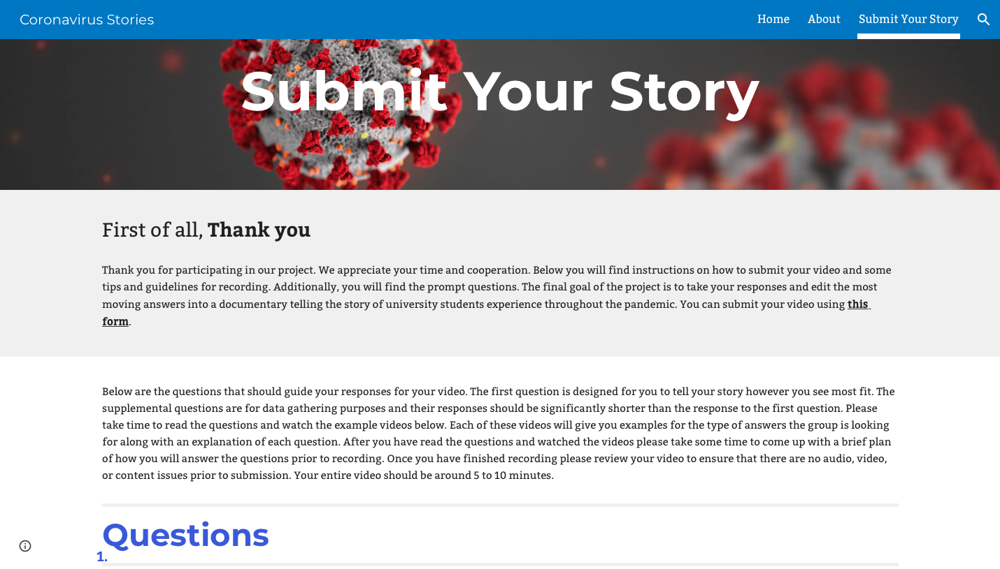 Coronavirus Stories
Home About Submit Your Story
Submit Your Story
First of all, Thank you
Thank you for participating in our project. We appreciate your time and cooperation. Below you will find instructions on how to submit your video and some
tips and guidelines for recording. Additionally, you will find the prompt questions. The final goal of the project is to take your responses and edit the most
moving answers into a documentary telling the story of university students experience throughout the pandemic. You can submit your video using this
form.
Below are the questions that should guide your responses for your video. The first question is designed for you to tell your story however you see most fit. The
supplemental questions are for data gathering purposes and their responses should be significantly shorter than the response to the first question. Please
take time to read the questions and watch the example videos below. Each of these videos will give you examples for the type of answers the group is looking
for along with an explanation of each question. After you have read the questions and watched the videos please take some time to come up with a brief plan
of how you will answer the questions prior to recording. Once you have finished recording please review your video to ensure that there are no audio, video,
or content issues prior to submission. Your entire video should be around 5 to 10 minutes.
Questions
1.